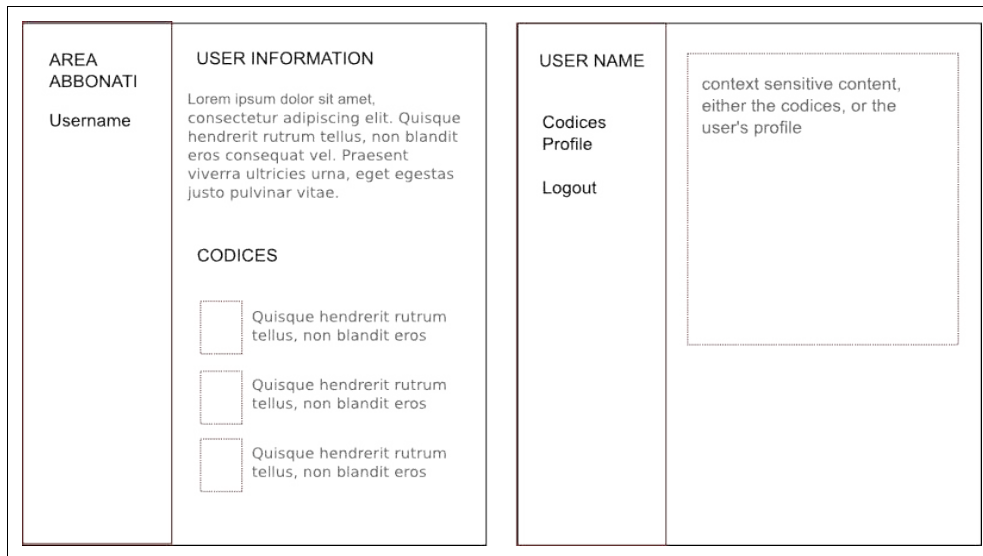 AREA
ABBONATI
Username
USER INFORMATION
Lorem ipsum dolor sit amet,
consectetur adipiscing elit. Quisque
hendrerit rutrum tellus, non blandit
eros consequat vel. Praesent
viverra ultricies urna, eget egestas
justo pulvinar vitae.
CODICES
Quisque hendrerit rutrum
tellus, non blandit eros
Quisque hendrerit rutrum
tellus, non blandit eros
Quisque hendrerit rutrum
tellus, non blandit eros
USER NAME
Codices
Profile
Logout
context sensitive content,
either the codices, or the
user's profile